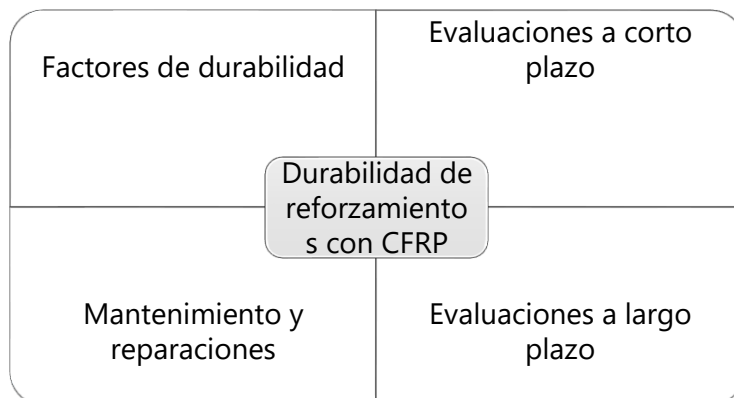 Factores de durabilidad
Evaluaciones a corto
plazo
Durabilidad de
reforzamiento
s con CFRP
Mantenimiento y
reparaciones
Evaluaciones a largo
plazo